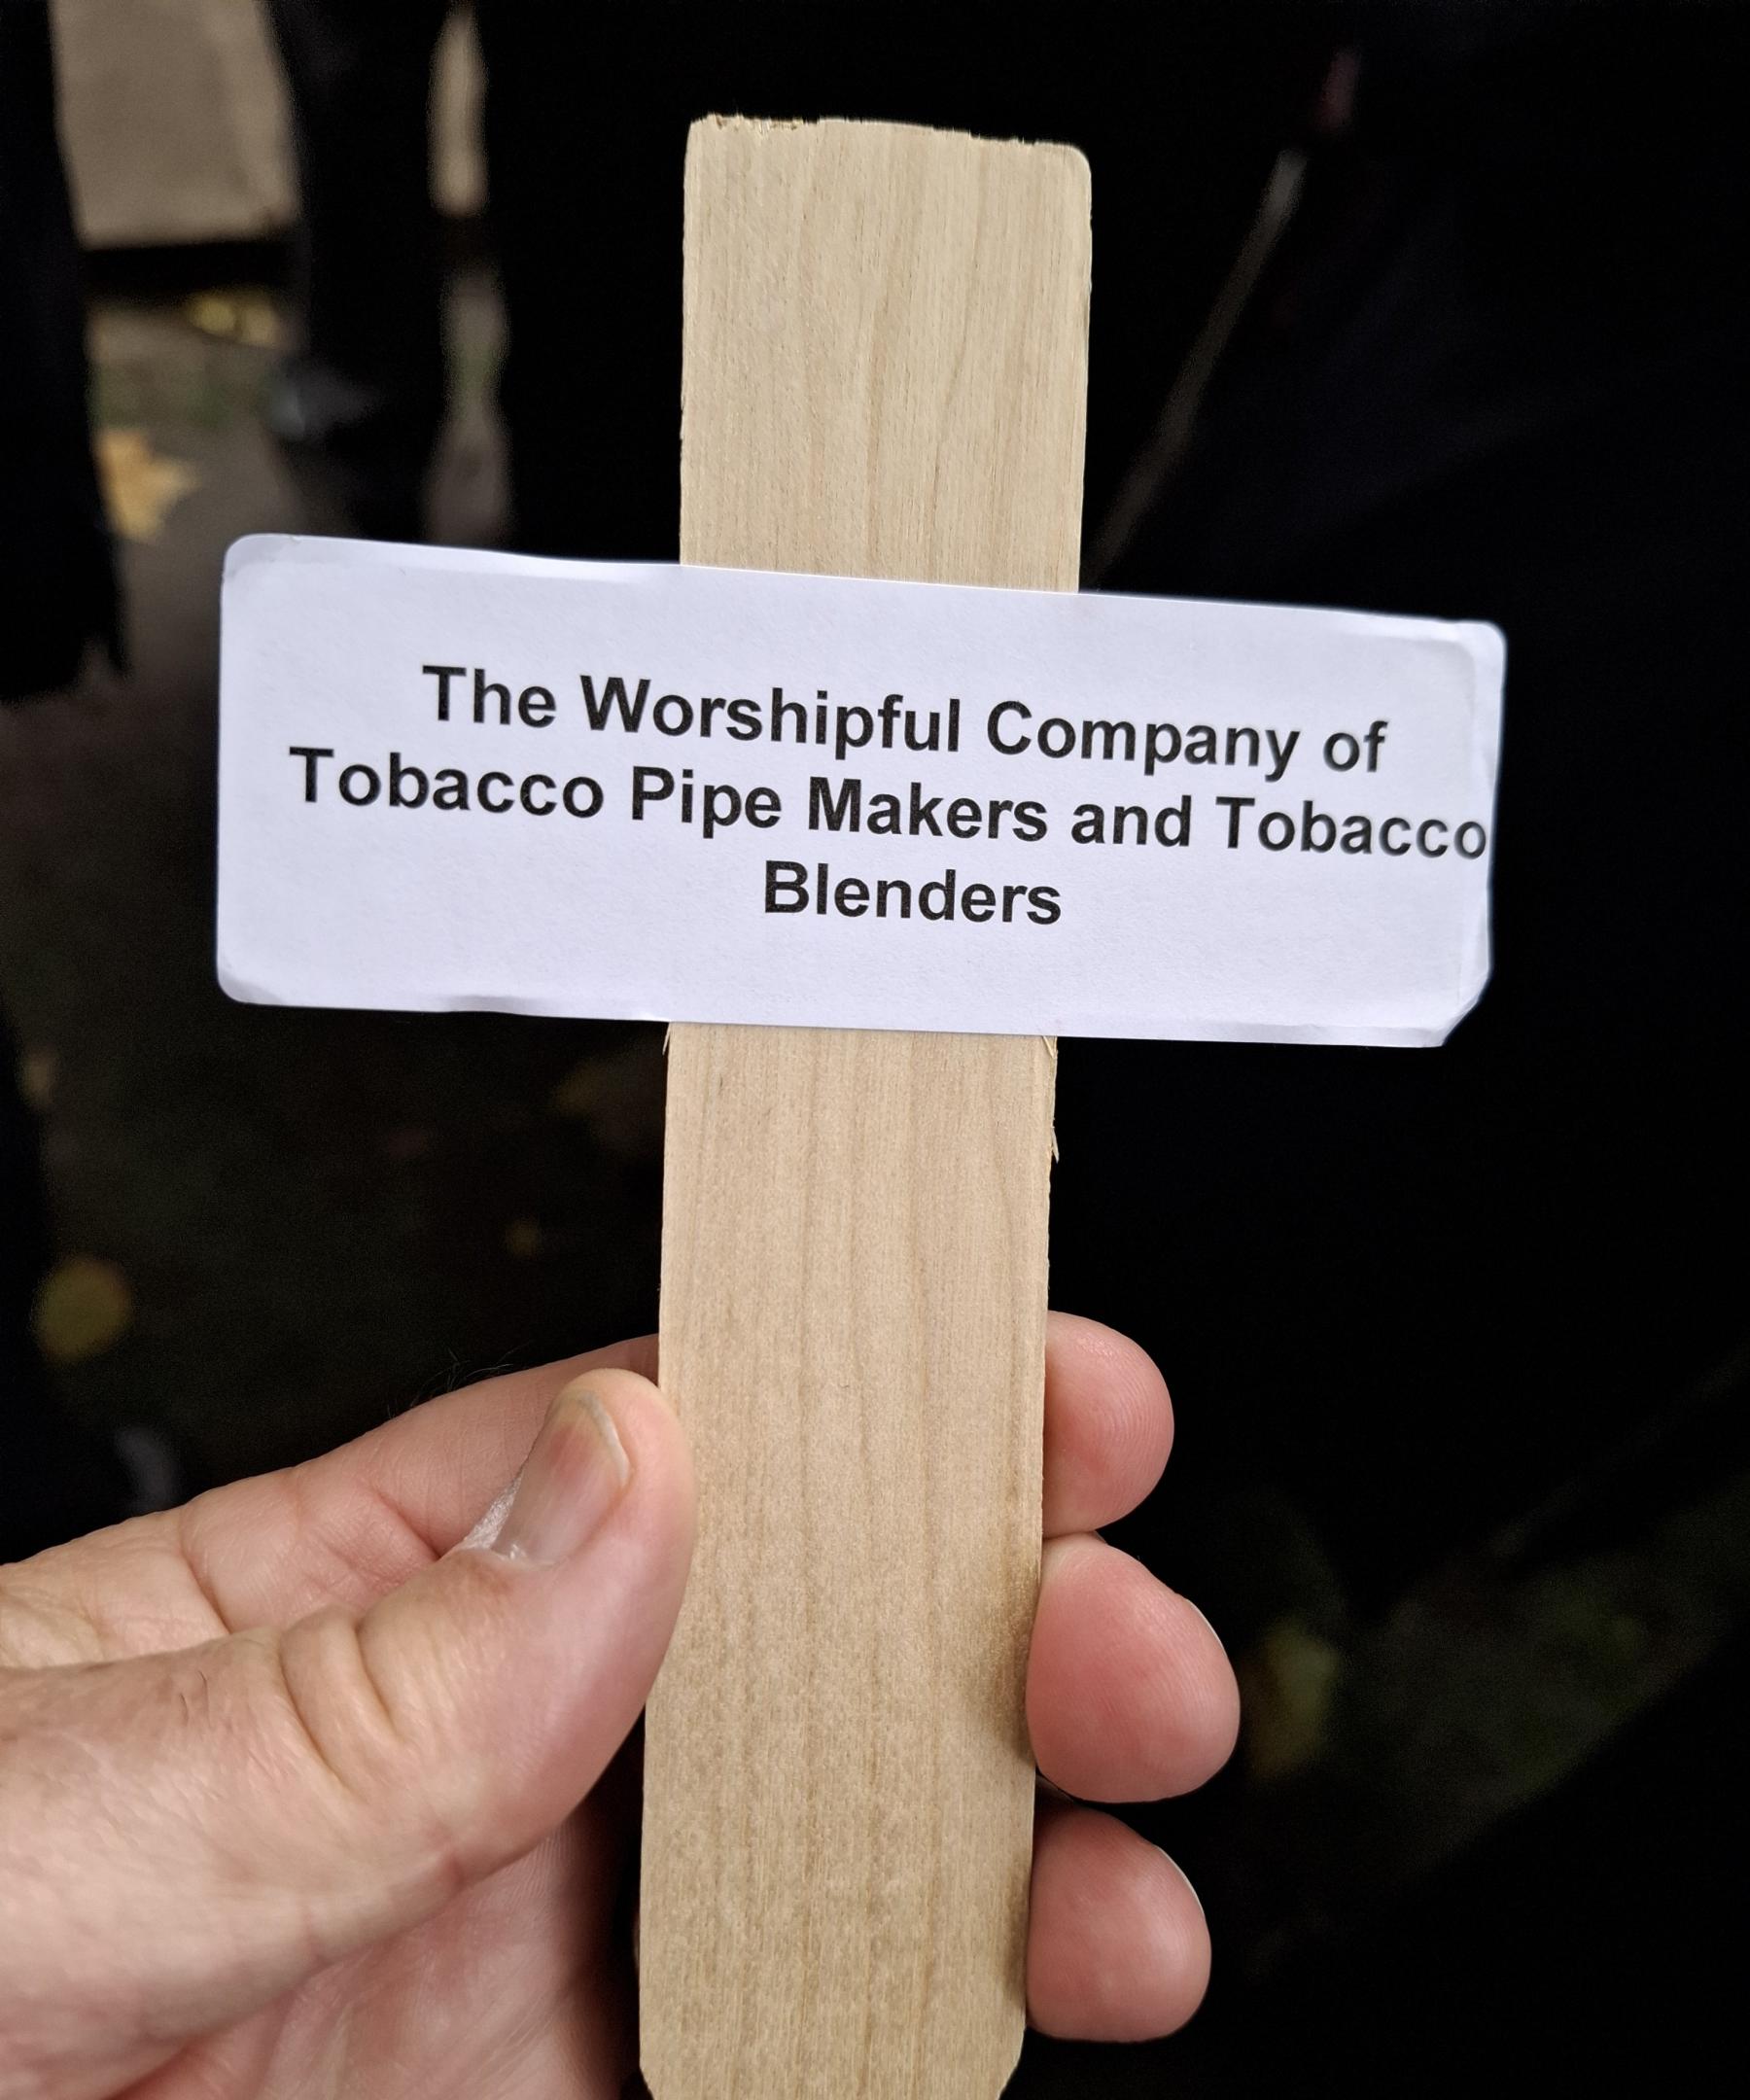 The Worshipful Company of
Tobacco Pipe Makers and Tobacco
Blenders